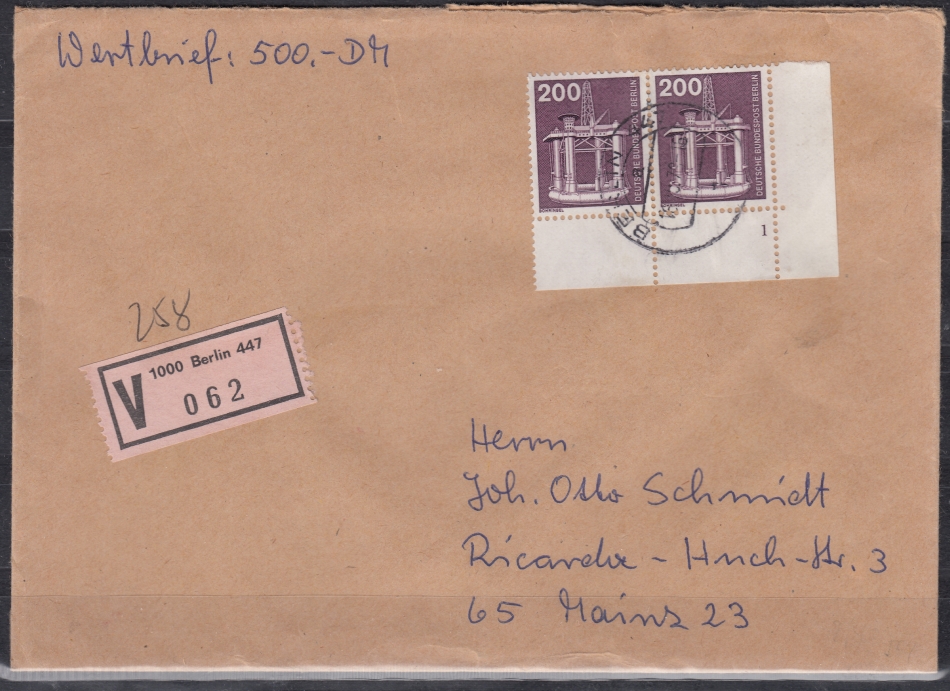 Wertbrief: 500.-DM
200
DEUTSCHE BUNDESPOST BERLIN
200
DEUTSCHE BUNDESPOST BERLIN
1
BERLIN
258
V
1000 Berlin 447
062
Herrn
Joh. Otto Schmidt
Ricarda-Huch-Str. 3
65 Mainz 23